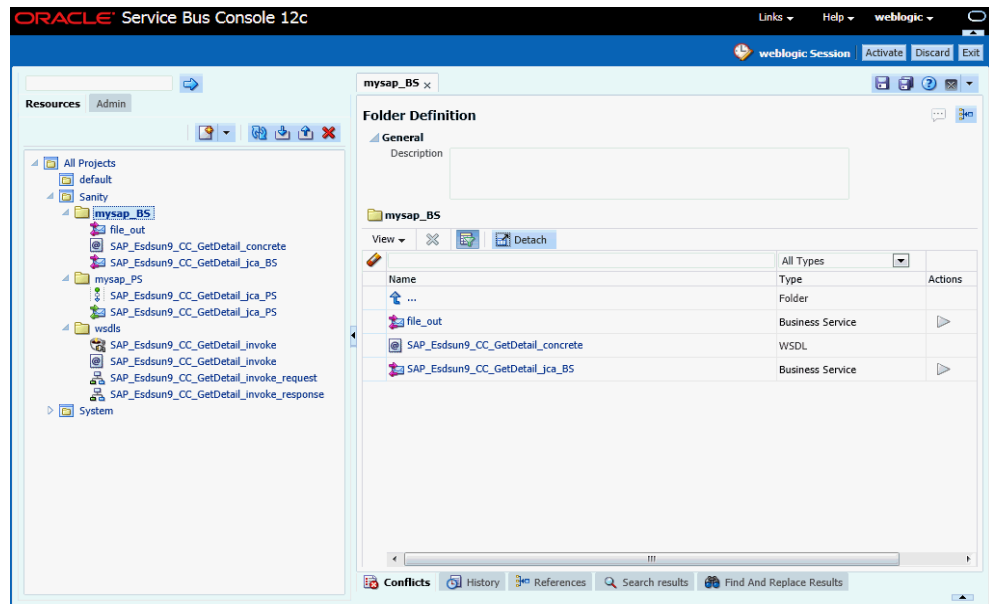 ORACLE Service Bus Console 12c
Links Help weblogic
weblogic Session Activate Discard Exit
Resources Admin
All Projects
default
Sanity
mysap_BS
file_out
SAP_Esdsun9_CC_GetDetail_concrete
SAP_Esdsun9_CC_GetDetail_jca_BS
mysap_PS
SAP_Esdsun9_CC_GetDetail_jca_PS
SAP_Esdsun9_CC_GetDetail_jca_PS
wsdls
SAP_Esdsun9_CC_GetDetail_invoke
SAP_Esdsun9_CC_GetDetail_invoke
SAP_Esdsun9_CC_GetDetail_invoke_request
SAP_Esdsun9_CC_GetDetail_invoke_response
System
mysap_BS x
Folder Definition
General
Description
mysap_BS
View Detach
All Types
Name Type Actions
... Folder
file_out Business Service
SAP_Esdsun9_CC_GetDetail_concrete WSDL
SAP_Esdsun9_CC_GetDetail_jca_BS Business Service
Conflicts History References Search results Find And Replace Results